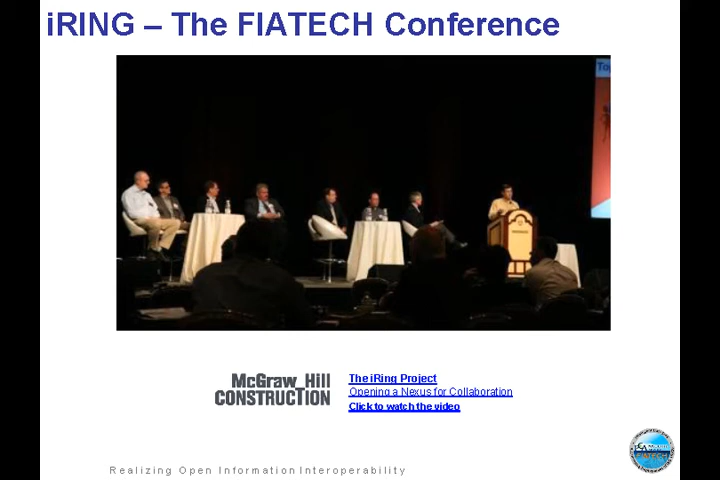 iRING – The FIATECH Conference
To
McGraw_Hill
CONSTRUCTION
The iRing Project
Opening a Nexus for Collaboration
Click to watch the video
Realizing Open Information Interoperability